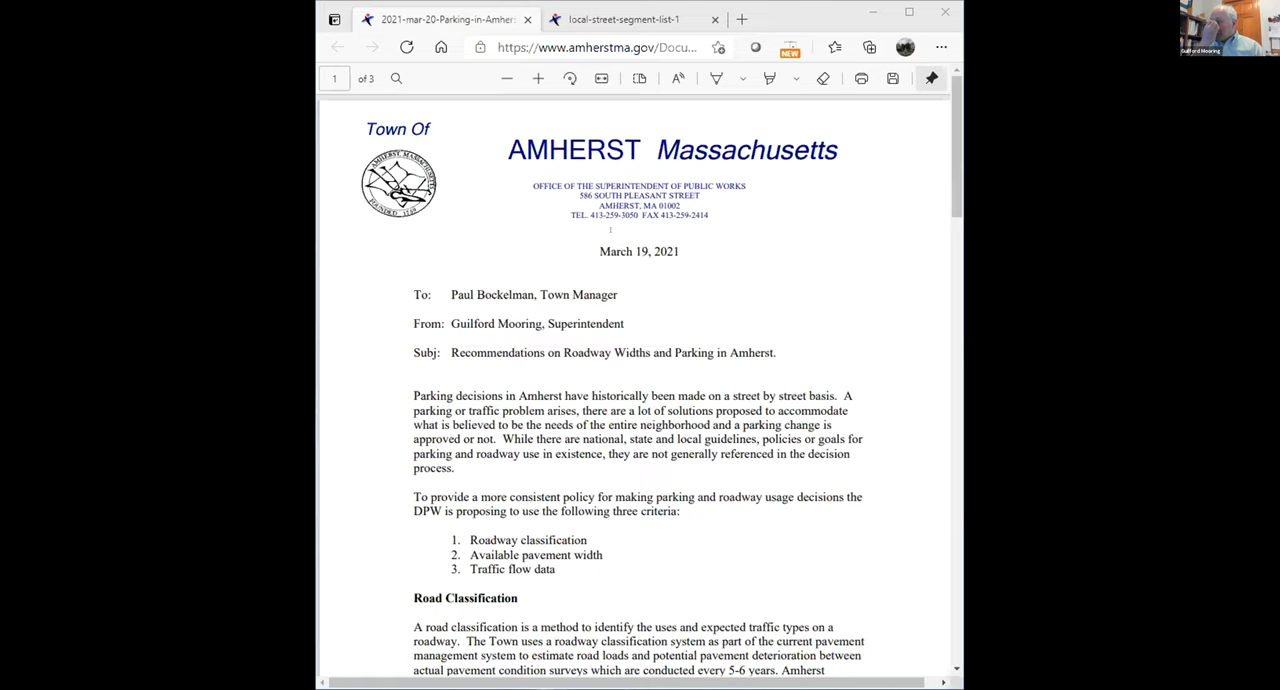 2021-mar-20-Parking-in-Amher:
local-street-segment-list-1
https://www.amherstma.gov/Docu...
NEW
Guilford Mooring
1 of 3
Town Of
AMHERST Massachusetts
AMHERST MASSACHUSETTS
OFFICE OF THE SUPERINTENDENT OF PUBLIC WORKS
586 SOUTH PLEASANT STREET
AMHERST, MA 01002
TEL. 413-259-3050 FAX 413-259-2414
March 19, 2021
To: Paul Bockelman, Town Manager
From: Guilford Mooring, Superintendent
Subj: Recommendations on Roadway Widths and Parking in Amherst.
Parking decisions in Amherst have historically been made on a street by street basis. A
parking or traffic problem arises, there are a lot of solutions proposed to accommodate
what is believed to be the needs of the entire neighborhood and a parking change is
approved or not. While there are national, state and local guidelines, policies or goals for
parking and roadway use in existence, they are not generally referenced in the decision
process.
To provide a more consistent policy for making parking and roadway usage decisions the
DPW is proposing to use the following three criteria:
1. Roadway classification
2. Available pavement width
3. Traffic flow data
Road Classification
A road classification is a method to identify the uses and expected traffic types on a
roadway. The Town uses a roadway classification system as part of the current pavement
management system to estimate road loads and potential pavement deterioration between
actual pavement condition surveys which are conducted every 5-6 years. Amherst